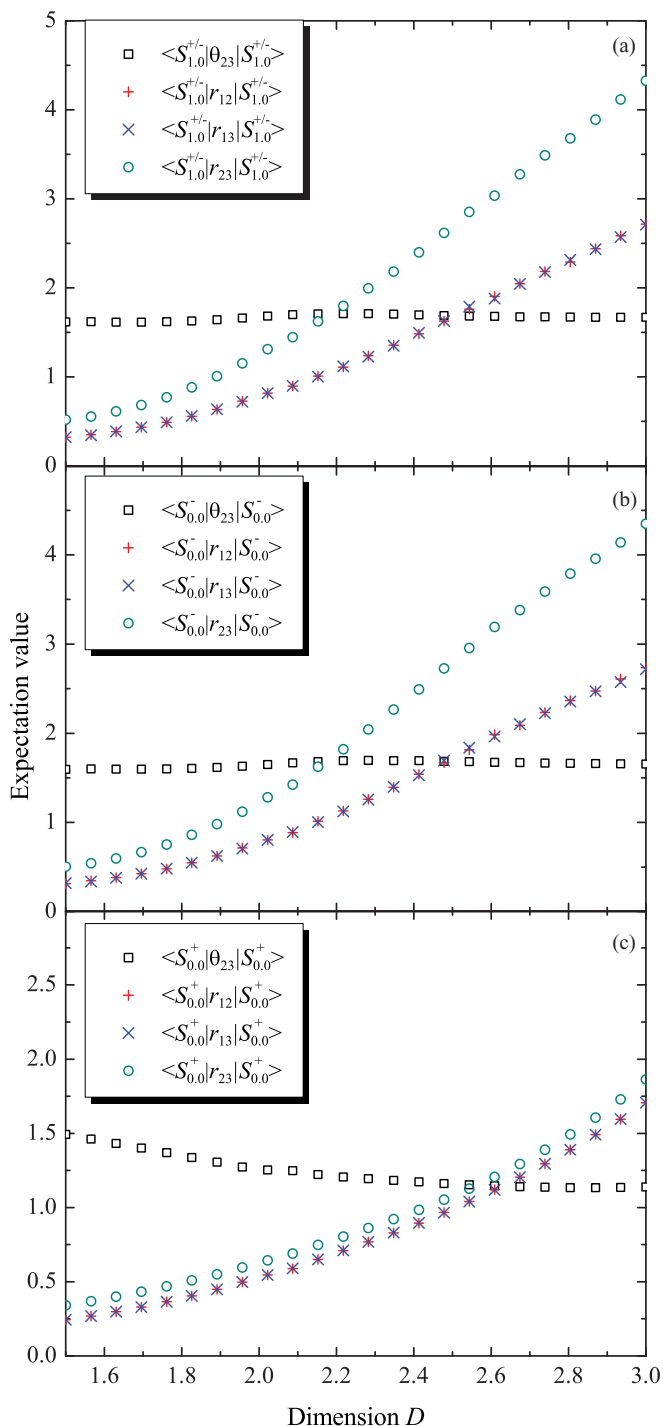 5
(a)
<S1.0+/-|θ23|S1.0+/->
<S1.0+/-|r12|S1.0+/->
<S1.0+/-|r13|S1.0+/->
<S1.0+/-|r23|S1.0+/->
4
3
2
1
0
(b)
<S0.0-|θ23|S0.0->
<S0.0-|r12|S0.0->
<S0.0-|r13|S0.0->
<S0.0-|r23|S0.0->
4
3
2
1
0
Expectation value
(c)
<S0.0+|θ23|S0.0+>
<S0.0+|r12|S0.0+>
<S0.0+|r13|S0.0+>
<S0.0+|r23|S0.0+>
2.5
2.0
1.5
1.0
0.5
0.0
1.6 1.8 2.0 2.2 2.4 2.6 2.8 3.0
Dimension D